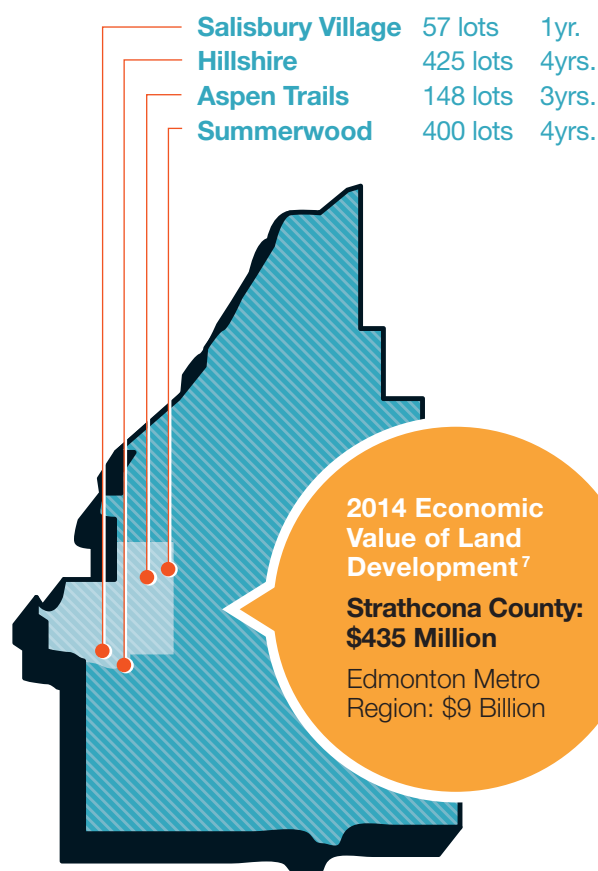 Salisbury Village 57 lots 1yr.
Hillshire 425 lots 4yrs.
Aspen Trails 148 lots 3yrs.
Summerwood 400 lots 4yrs.
2014 Economic
Value of Land
Development 7
Strathcona County:
$435 Million
Edmonton Metro
Region: $9 Billion